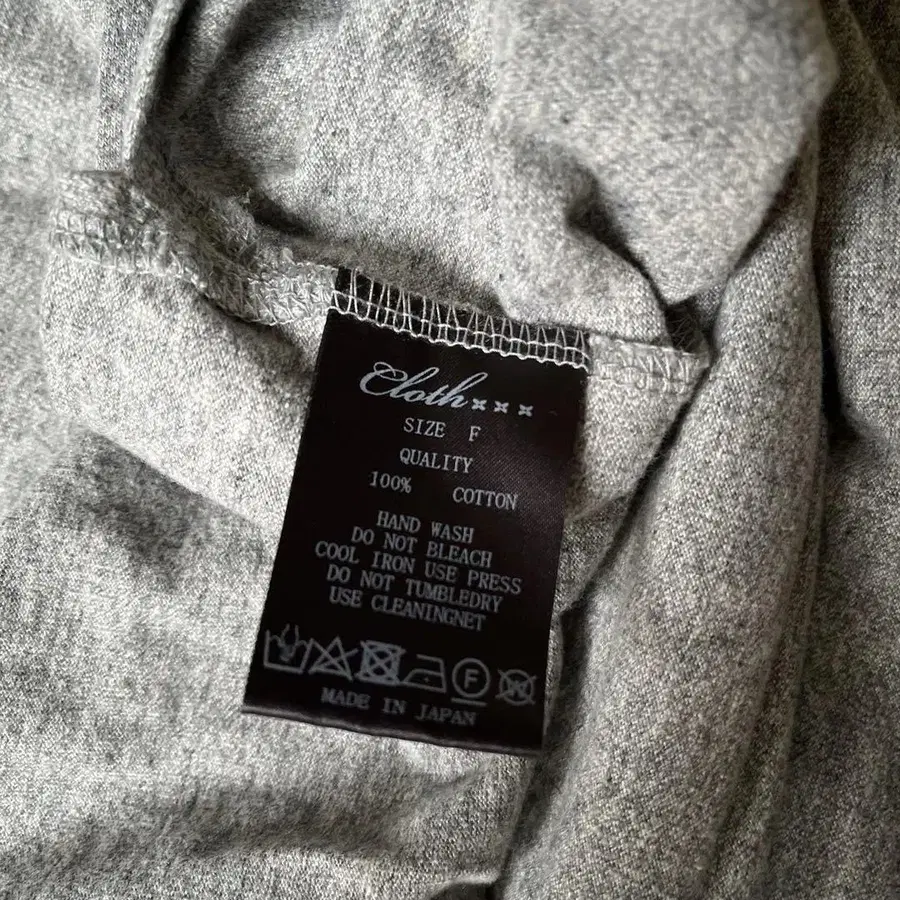 Cloth×××
SIZE F
QUALITY
100% COTTON
HAND WASH
DO NOT BLEACH
COOL IRON USE PRESS
DO NOT TUMBLEDRY
USE CLEANINGNET
F W
MADE IN JAPAN